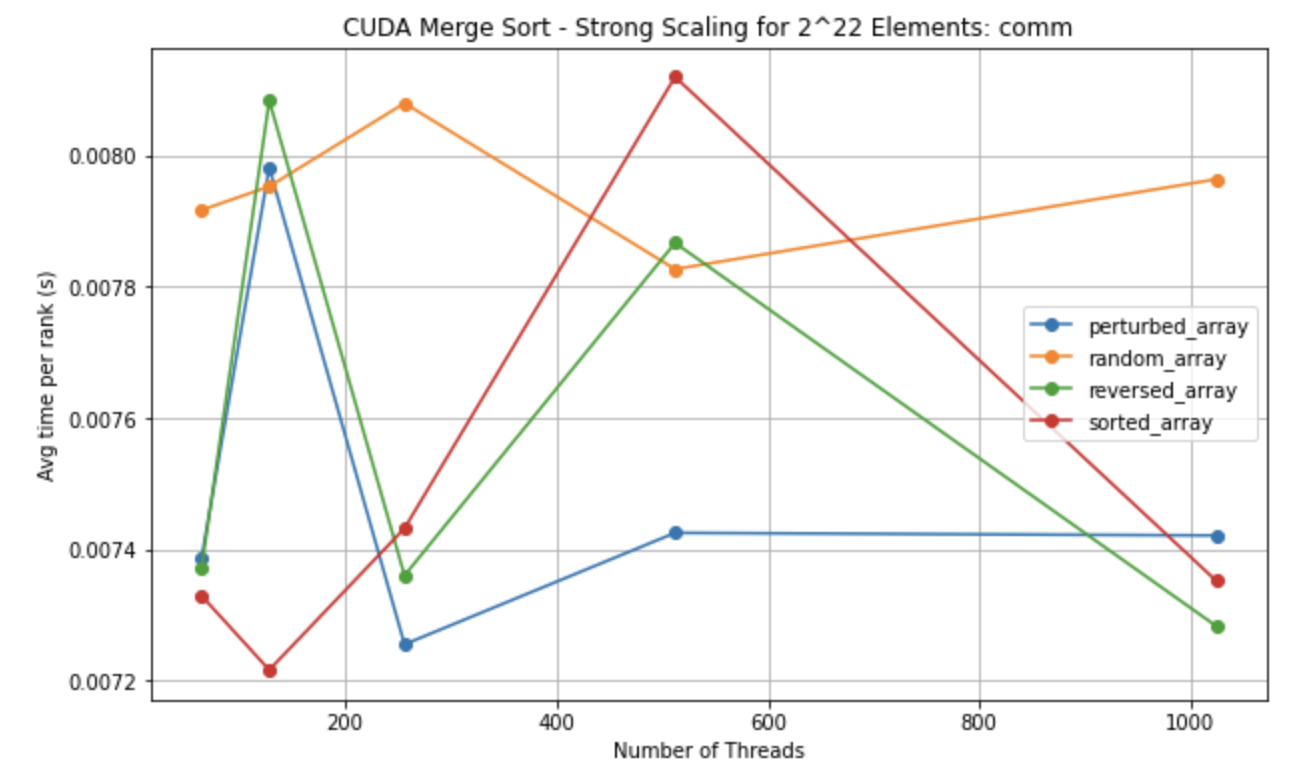 CUDA Merge Sort - Strong Scaling for 2^22 Elements: comm
Avg time per rank (s)
0.0080
0.0078
0.0076
0.0074
0.0072
perturbed_array
random_array
reversed_array
sorted_array
200 400 600 800 1000
Number of Threads